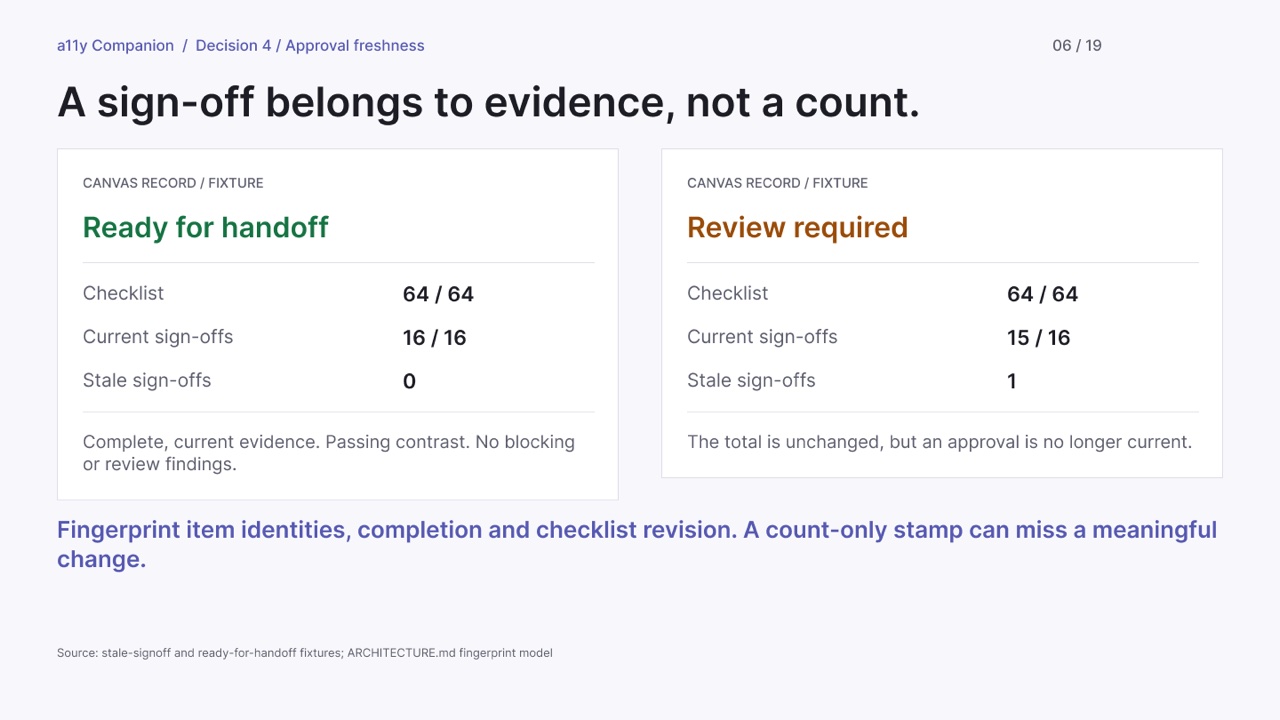 a11y Companion / Decision 4 / Approval freshness
06 / 19
A sign-off belongs to evidence, not a count.
CANVAS RECORD / FIXTURE
Ready for handoff
Checklist 64 / 64
Current sign-offs 16 / 16
Stale sign-offs 0
Complete, current evidence. Passing contrast. No blocking
or review findings.
CANVAS RECORD / FIXTURE
Review required
Checklist 64 / 64
Current sign-offs 15 / 16
Stale sign-offs 1
The total is unchanged, but an approval is no longer current.
Fingerprint item identities, completion and checklist revision. A count-only stamp can miss a meaningful
change.
Source: stale-signoff and ready-for-handoff fixtures; ARCHITECTURE.md fingerprint model